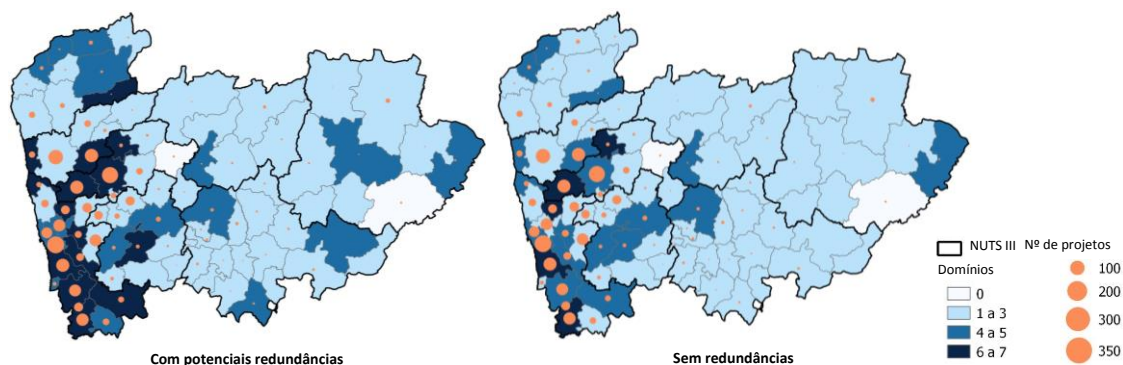 NUTS III
Nº de projetos
Domínios
0
1 a 3
4 a 5
6 a 7
100
200
300
350
Com potenciais redundâncias
Sem redundâncias